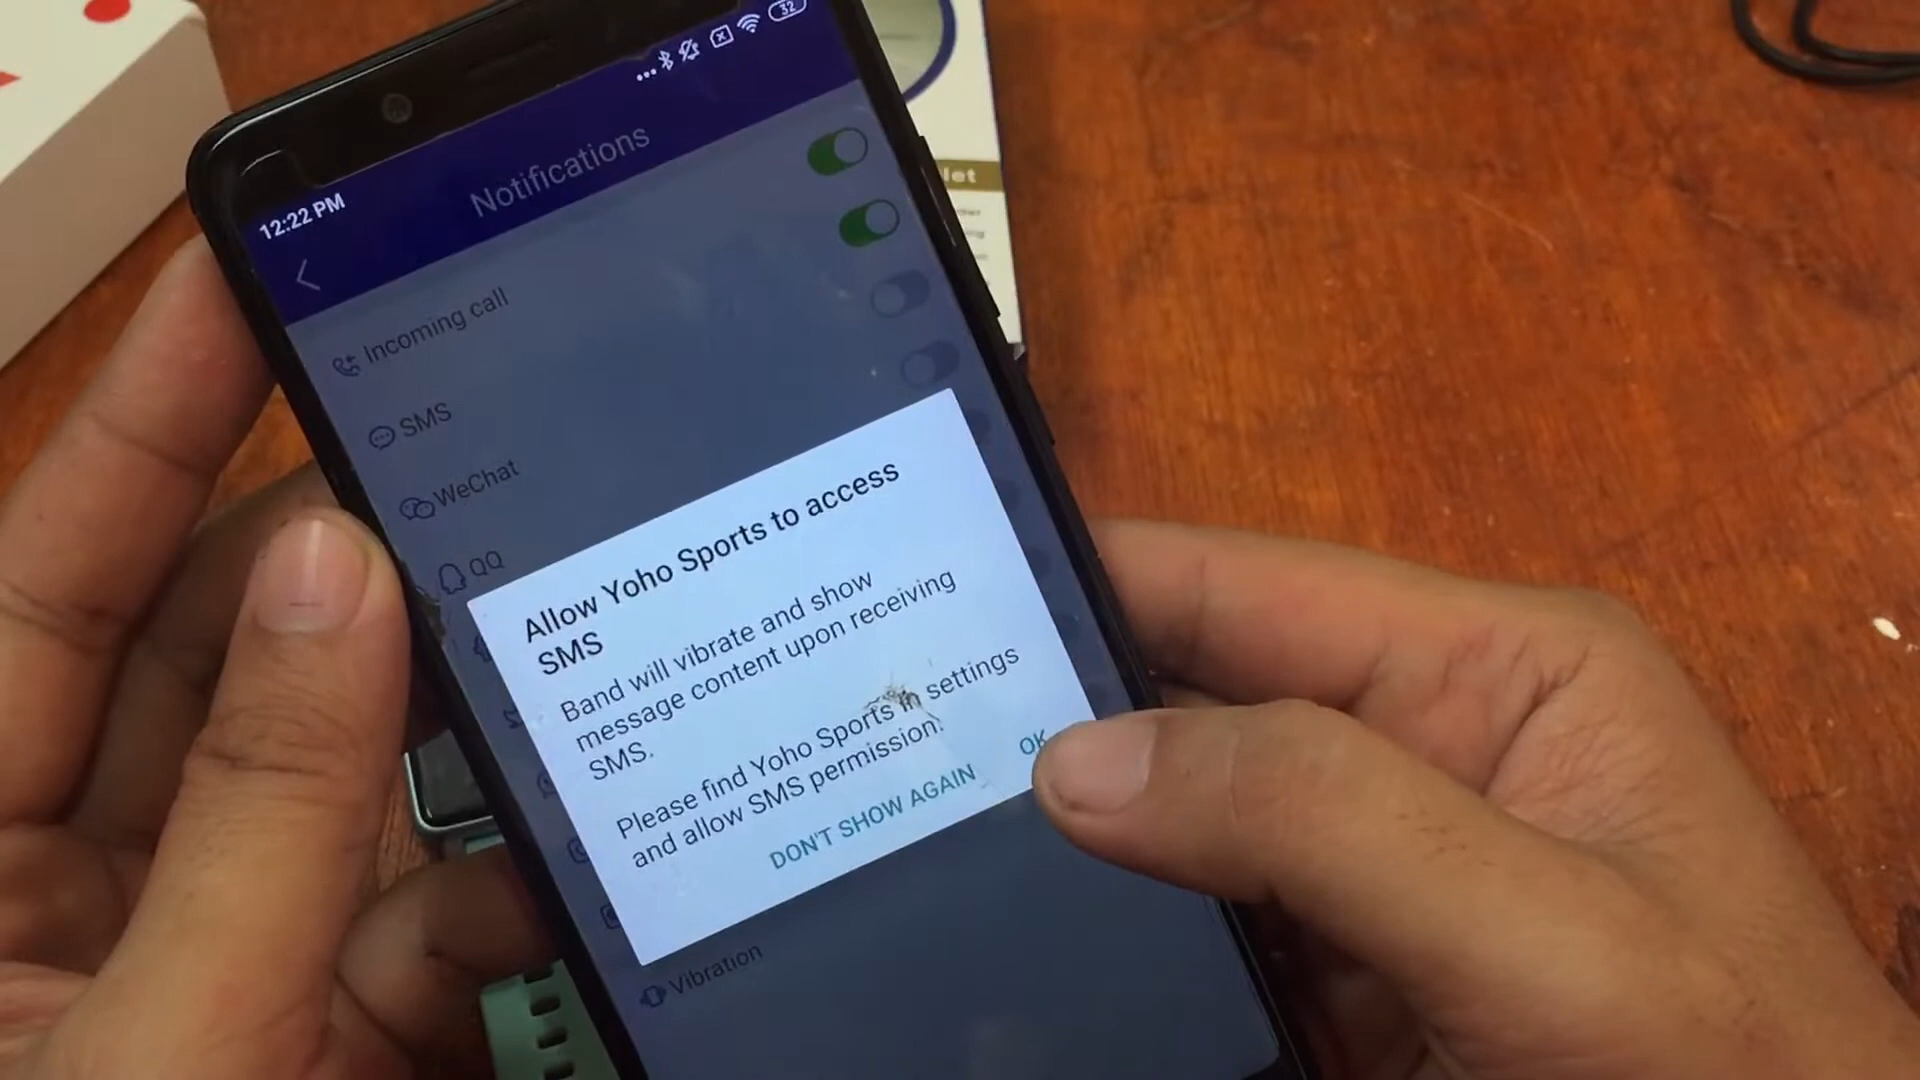 32
12:22 PM
Notifications
Incoming call
SMS
WeChat
QQ
Allow Yoho Sports to access
SMS
Band will vibrate and show
message content upon receiving
SMS.
Please find Yoho Sports in settings
and allow SMS permission.
DON'T SHOW AGAIN
OK
Vibration
let